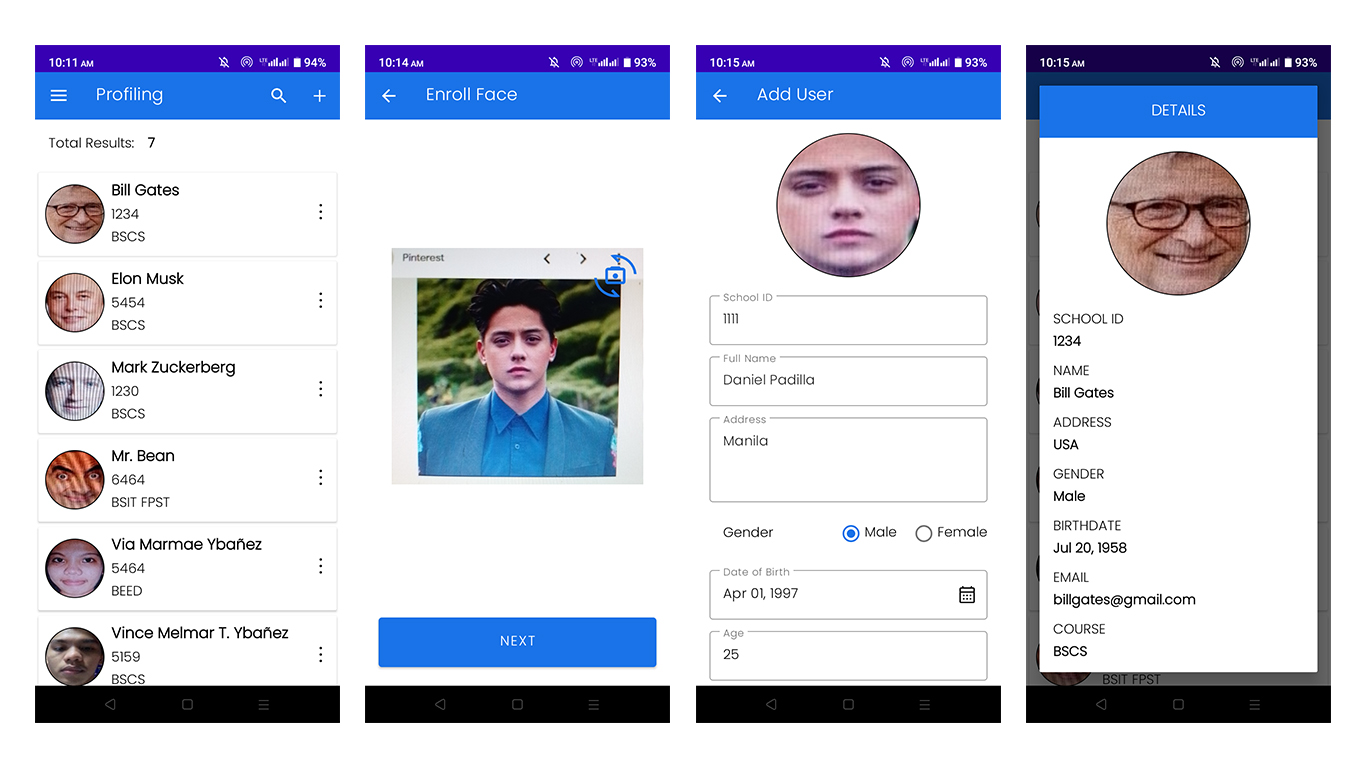 10:11 AM
LTE
94%
Profiling
Total Results: 7
Bill Gates
1234
BSCS
Elon Musk
5454
BSCS
Mark Zuckerberg
1230
BSCS
Mr. Bean
6464
BSIT FPST
Via Marmae Ybañez
5464
BEED
Vince Melmar T. Ybañez
5159
BSCS
10:14 AM
LTE
93%
Enroll Face
Pinterest
NEXT
10:15 AM
LTE
93%
Add User
School ID
1111
Full Name
Daniel Padilla
Address
Manila
Gender
Male
Female
Date of Birth
Apr 01, 1997
Age
25
10:15 AM
LTE
93%
DETAILS
SCHOOL ID
1234
NAME
Bill Gates
ADDRESS
USA
GENDER
Male
BIRTHDATE
Jul 20, 1958
EMAIL
billgates@gmail.com
COURSE
BSCS
BSIT FPST